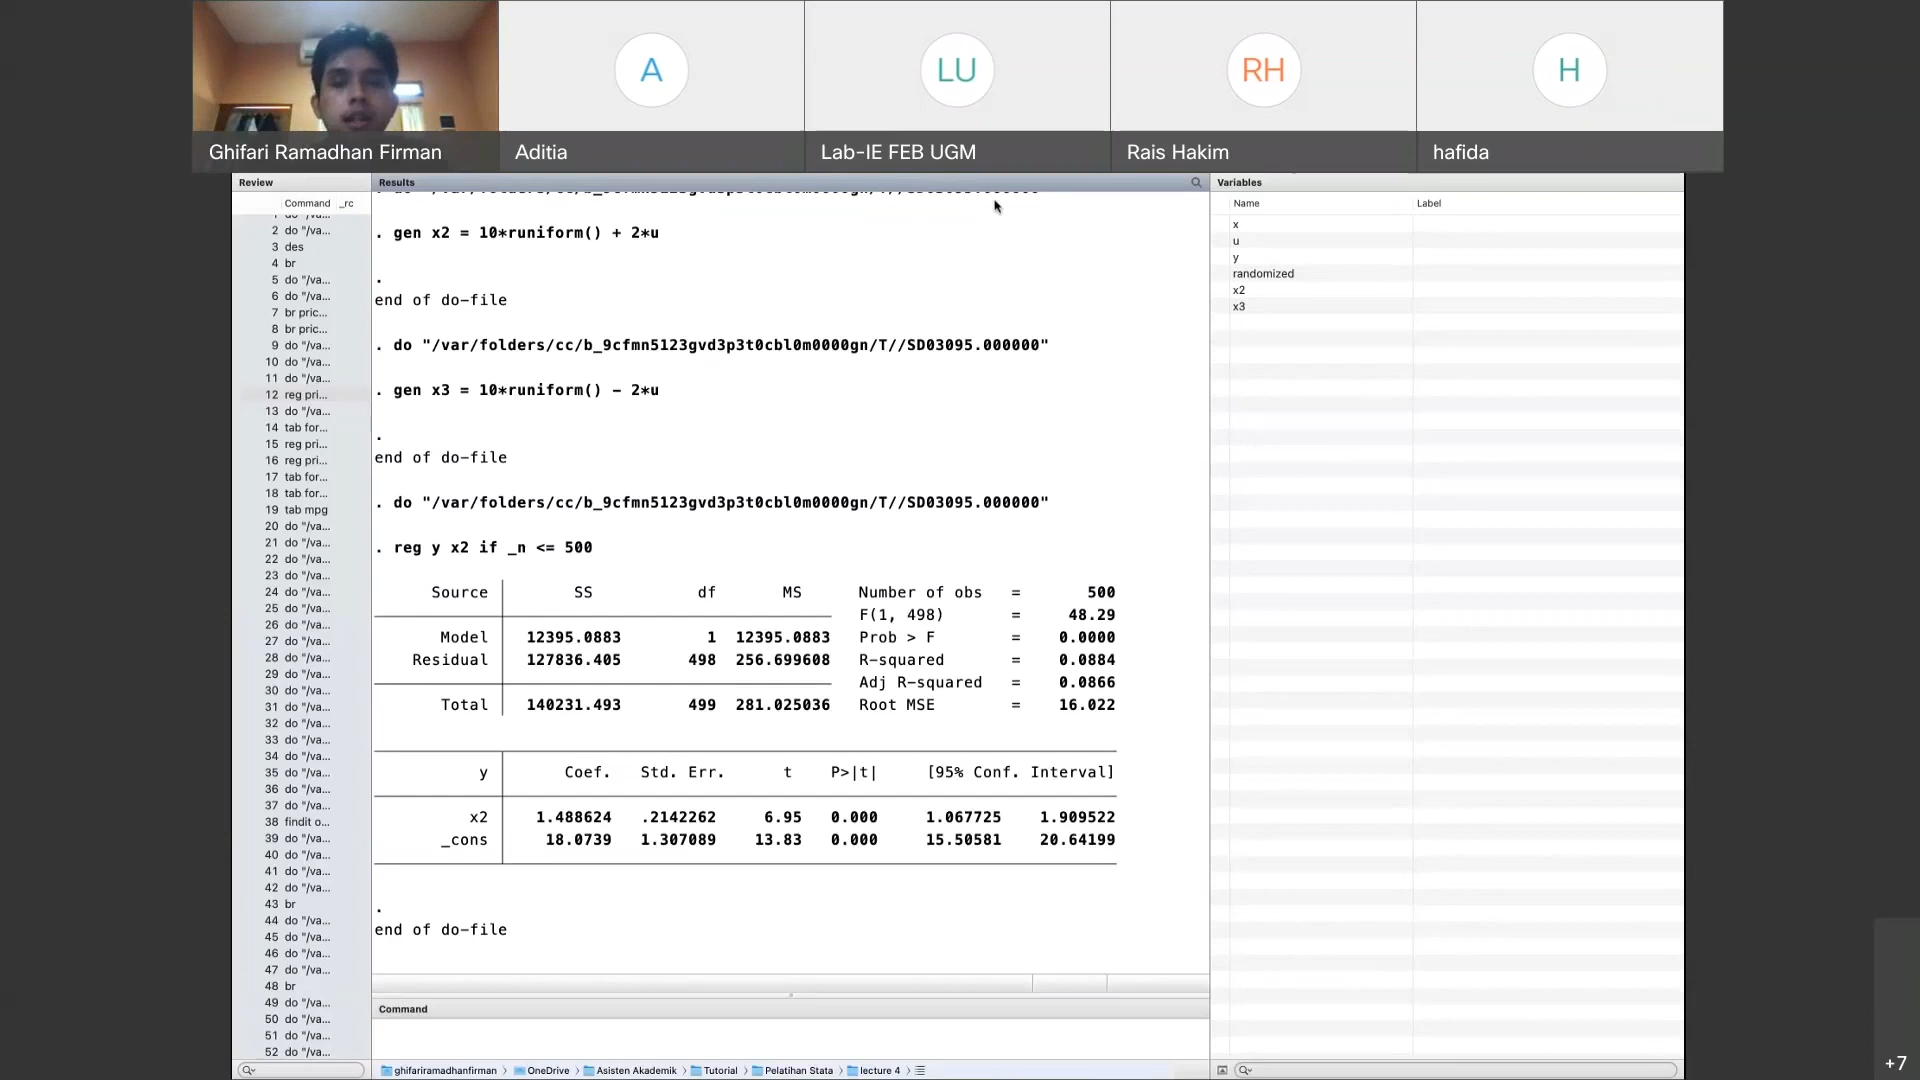 A
LU
RH
H
Ghifari Ramadhan Firman
Aditia
Lab-IE FEB UGM
Rais Hakim
hafida
Review
Results
Variables
Command _rc
Name Label
2 do "/va...
3 des
4 br
5 do "/va...
6 do "/va...
7 br pric...
8 br pric...
9 do "/va...
10 do "/va...
11 do "/va...
12 reg pri...
13 do "/va...
14 tab for...
15 reg pri...
16 reg pri...
17 tab for...
18 tab for...
19 tab mpg
20 do "/va...
21 do "/va...
22 do "/va...
23 do "/va...
24 do "/va...
25 do "/va...
26 do "/va...
27 do "/va...
28 do "/va...
29 do "/va...
30 do "/va...
31 do "/va...
32 do "/va...
33 do "/va...
34 do "/va...
35 do "/va...
36 do "/va...
37 do "/va...
38 findit o...
39 do "/va...
40 do "/va...
41 do "/va...
42 do "/va...
43 br
44 do "/va...
45 do "/va...
46 do "/va...
47 do "/va...
48 br
49 do "/va...
50 do "/va...
51 do "/va...
52 do "/va...
. gen x2 = 10*runiform() + 2*u
.
end of do-file
. do "/var/folders/cc/b_9cfmn5123gvd3p3t0cbl0m0000gn/T//SD03095.000000"
. gen x3 = 10*runiform() - 2*u
.
end of do-file
. do "/var/folders/cc/b_9cfmn5123gvd3p3t0cbl0m0000gn/T//SD03095.000000"
. reg y x2 if _n <= 500
Source SS df MS Number of obs = 500
F(1, 498) = 48.29
Model 12395.0883 1 12395.0883 Prob > F = 0.0000
Residual 127836.405 498 256.699608 R-squared = 0.0884
Adj R-squared = 0.0866
Total 140231.493 499 281.025036 Root MSE = 16.022
y Coef. Std. Err. t P>|t| [95% Conf. Interval]
x2 1.488624 .2142262 6.95 0.000 1.067725 1.909522
_cons 18.0739 1.307089 13.83 0.000 15.50581 20.64199
.
end of do-file
Command
ghifariramadhanfirman OneDrive Asisten Akademik Tutorial Pelatihan Stata lecture 4
x
u
y
randomized
x2
x3
+7